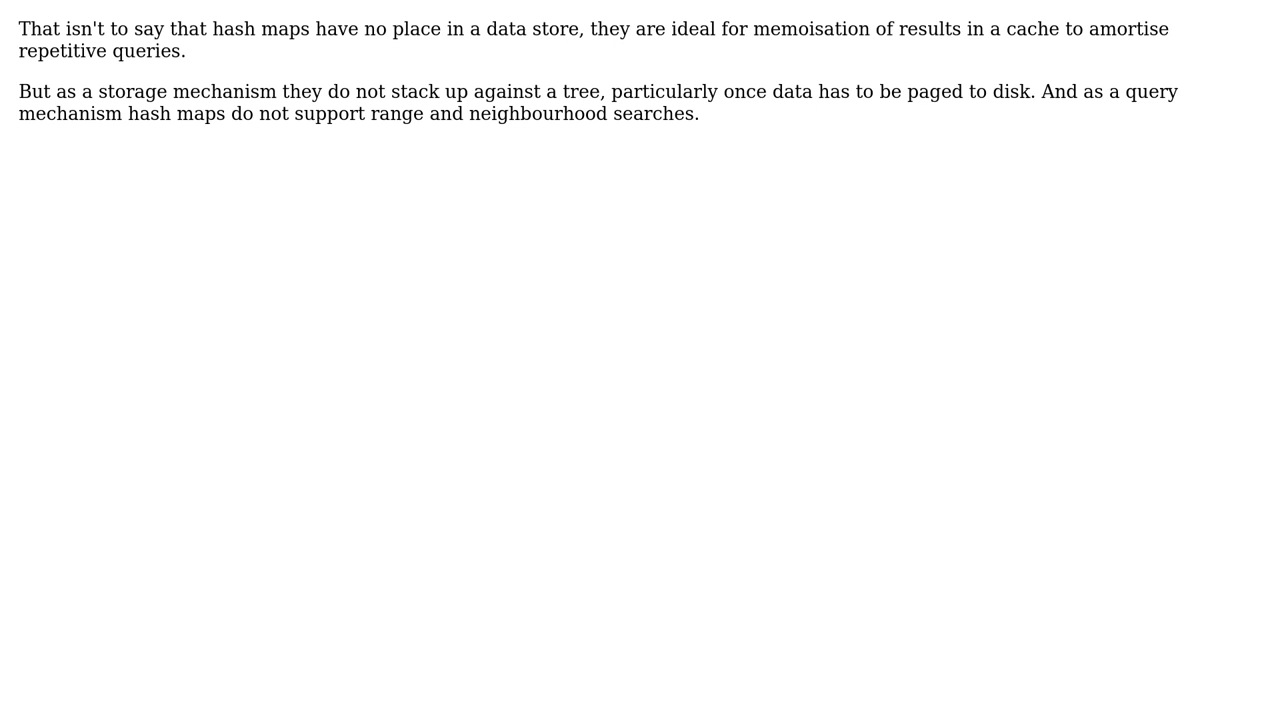 That isn't to say that hash maps have no place in a data store, they are ideal for memoisation of results in a cache to amortise
repetitive queries.
But as a storage mechanism they do not stack up against a tree, particularly once data has to be paged to disk. And as a query
mechanism hash maps do not support range and neighbourhood searches.